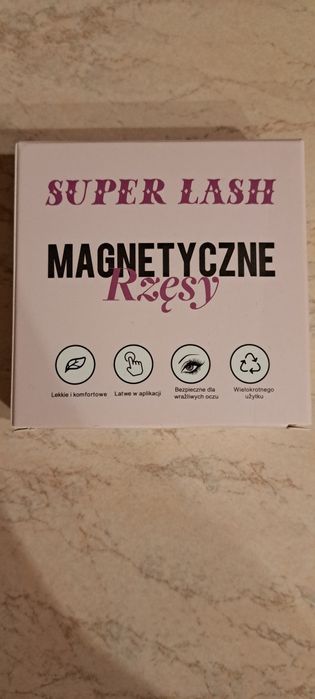 SUPER LASH
MAGNETYCZNE
Rzęsy
Lekkie i komfortowe
Łatwe w aplikacji
Bezpieczne dla
wrażliwych oczu
Wielokrotnego
użytku